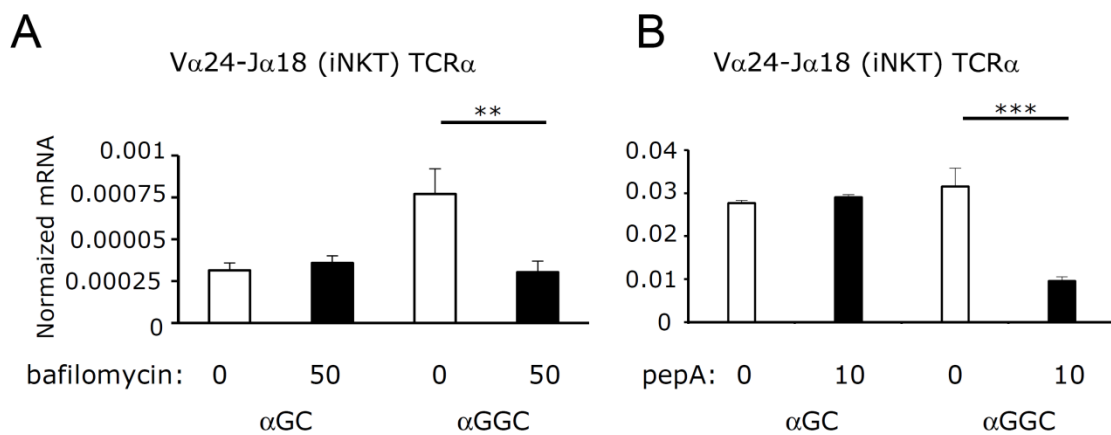 A
Vα24-Jα18 (iNKT) TCRα
**
Normaized mRNA
0.001
0.00075
0.00005
0.00025
0
bafilomycin: 0 50 0 50
αGC αGGC
B
Vα24-Jα18 (iNKT) TCRα
***
0.04
0.03
0.02
0.01
0
pepA: 0 10 0 10
αGC αGGC